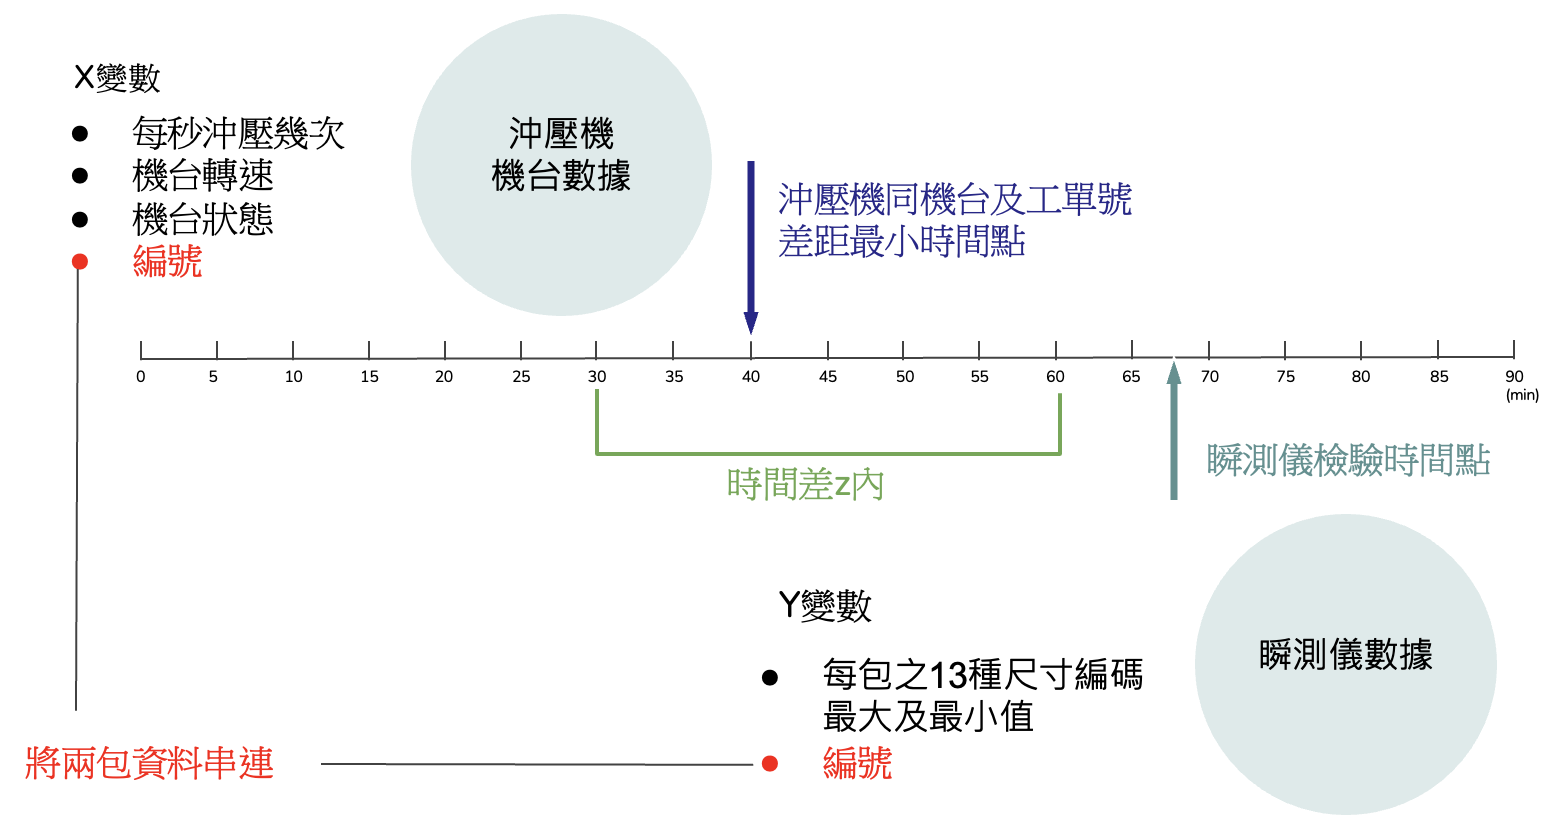 X變數
每秒沖壓幾次
機台轉速
機台狀態
編號
沖壓機
機台數據
沖壓機同機台及工單號
差距最小時間點
0 5 10 15 20 25 30 35 40 45 50 55 60 65 70 75 80 85 90
(min)
時間差z內
瞬測儀檢驗時間點
Y變數
每包之13種尺寸編碼
最大及最小值
編號
瞬測儀數據
將兩包資料串連